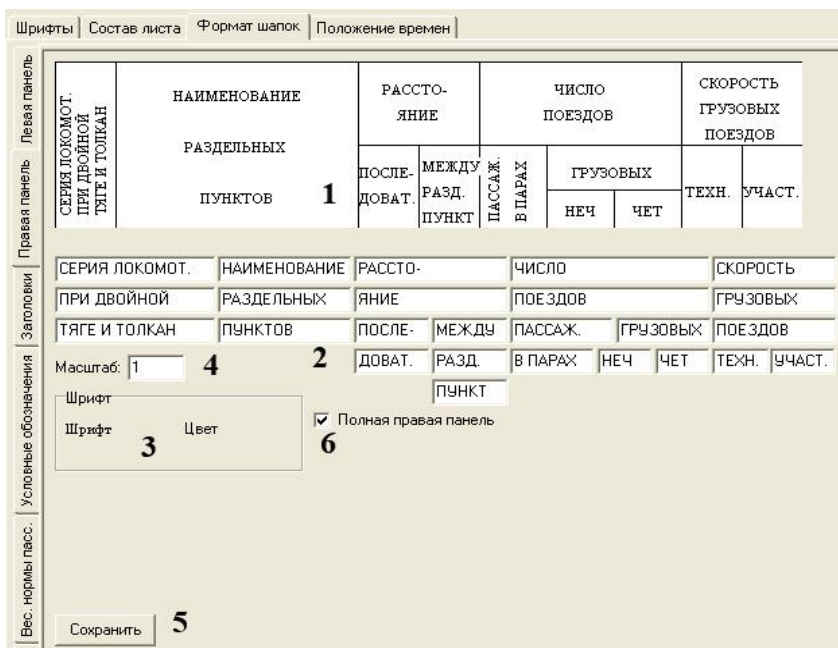 Шрифты Состав листа Формат шапок Положение времен
Левая панель
Правая панель
Заголовки
Условные обозначения
Вес. нормы пасс.
СЕРИЯ ЛОКОМОТ.
ПРИ ДВОЙНОЙ
ТЯГЕ И ТОЛКАН
НАИМЕНОВАНИЕ
РАЗДЕЛЬНЫХ
ПУНКТОВ
1
РАССТО-
ЯНИЕ
ПОСЛЕ-
ДОВАТ.
МЕЖДУ
РАЗД.
ПУНКТ
ЧИСЛО
ПОЕЗДОВ
ПАССАЖ.
В ПАРАХ
ГРУЗОВЫХ
НЕЧ ЧЕТ
СКОРОСТЬ
ГРУЗОВЫХ
ПОЕЗДОВ
ТЕХН. УЧАСТ.
СЕРИЯ ЛОКОМОТ. НАИМЕНОВАНИЕ РАССТО- ЧИСЛО СКОРОСТЬ
ПРИ ДВОЙНОЙ РАЗДЕЛЬНЫХ ЯНИЕ ПОЕЗДОВ ГРУЗОВЫХ
ТЯГЕ И ТОЛКАН ПУНКТОВ ПОСЛЕ- МЕЖДУ ПАССАЖ. ГРУЗОВЫХ ПОЕЗДОВ
Масштаб: 1 4 2 ДОВАТ. РАЗД. В ПАРАХ НЕЧ ЧЕТ ТЕХН. УЧАСТ.
ПУНКТ
Шрифт
Шрифт 3 Цвет
Полная правая панель
6
Сохранить 5